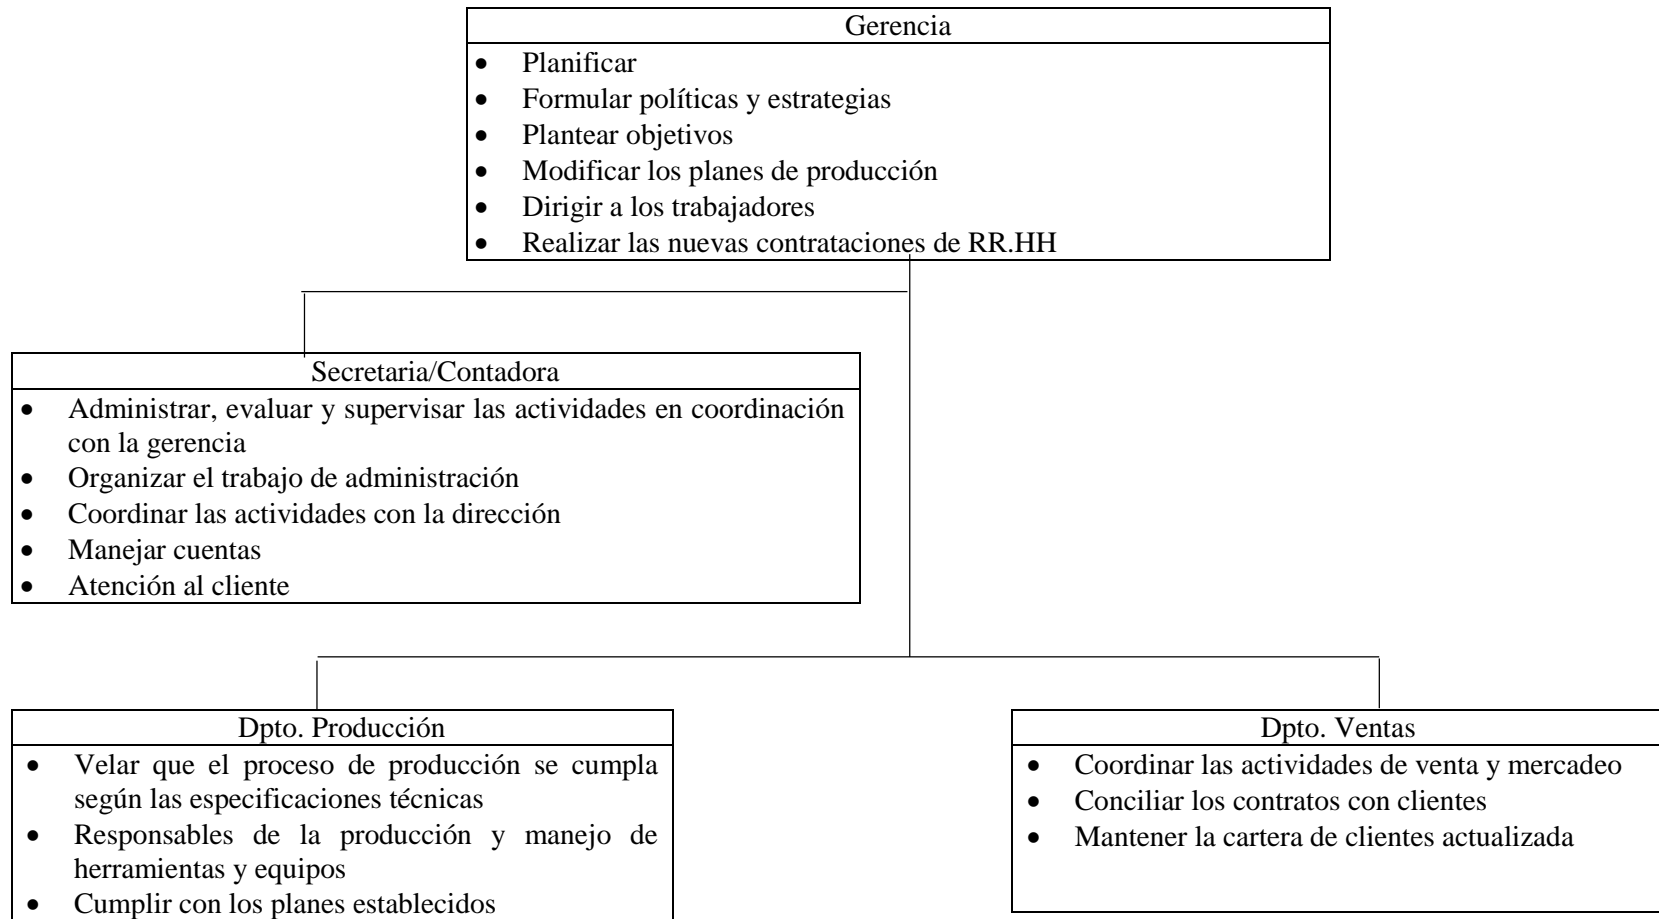 Gerencia
• Planificar
• Formular políticas y estrategias
• Plantear objetivos
• Modificar los planes de producción
• Dirigir a los trabajadores
• Realizar las nuevas contrataciones de RR.HH
Secretaria/Contadora
• Administrar, evaluar y supervisar las actividades en coordinación
con la gerencia
• Organizar el trabajo de administración
• Coordinar las actividades con la dirección
• Manejar cuentas
• Atención al cliente
Dpto. Producción
• Velar que el proceso de producción se cumpla
según las especificaciones técnicas
• Responsables de la producción y manejo de
herramientas y equipos
• Cumplir con los planes establecidos
Dpto. Ventas
• Coordinar las actividades de venta y mercadeo
• Conciliar los contratos con clientes
• Mantener la cartera de clientes actualizada